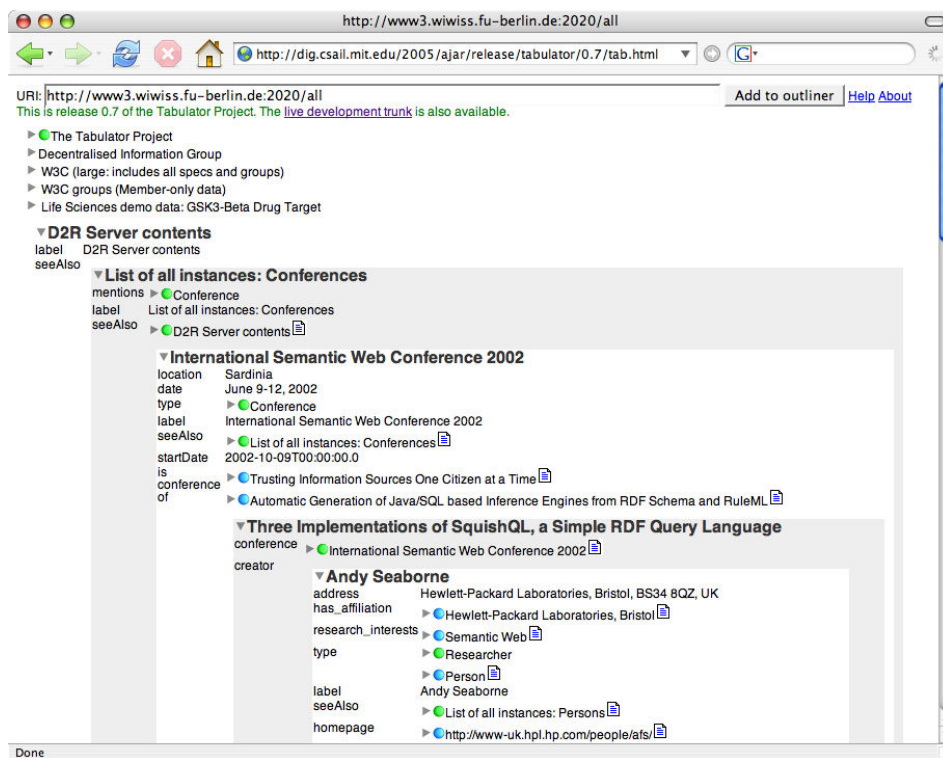 http://www3.wiwiss.fu-berlin.de:2020/all
http://dig.csail.mit.edu/2005/ajar/release/tabulator/0.7/tab.html G
URI: http://www3.wiwiss.fu-berlin.de:2020/all Add to outliner Help About
This is release 0.7 of the Tabulator Project. The live development trunk is also available.
The Tabulator Project
Decentralised Information Group
W3C (large: includes all specs and groups)
W3C groups (Member-only data)
Life Sciences demo data: GSK3-Beta Drug Target
D2R Server contents
label D2R Server contents
seeAlso
List of all instances: Conferences
mentions Conference
label List of all instances: Conferences
seeAlso D2R Server contents
International Semantic Web Conference 2002
location Sardinia
date June 9-12, 2002
type Conference
label International Semantic Web Conference 2002
seeAlso List of all instances: Conferences
startDate 2002-10-09T00:00:00.0
is conference of Trusting Information Sources One Citizen at a Time
Automatic Generation of Java/SQL based Inference Engines from RDF Schema and RuleML
Three Implementations of SquishQL, a Simple RDF Query Language
conference International Semantic Web Conference 2002
creator
Andy Seaborne
address Hewlett-Packard Laboratories, Bristol, BS34 8QZ, UK
has_affiliation Hewlett-Packard Laboratories, Bristol
research_interests Semantic Web
type Researcher
Person
label Andy Seaborne
seeAlso List of all instances: Persons
homepage http://www-uk.hpl.hp.com/people/afs/
Done